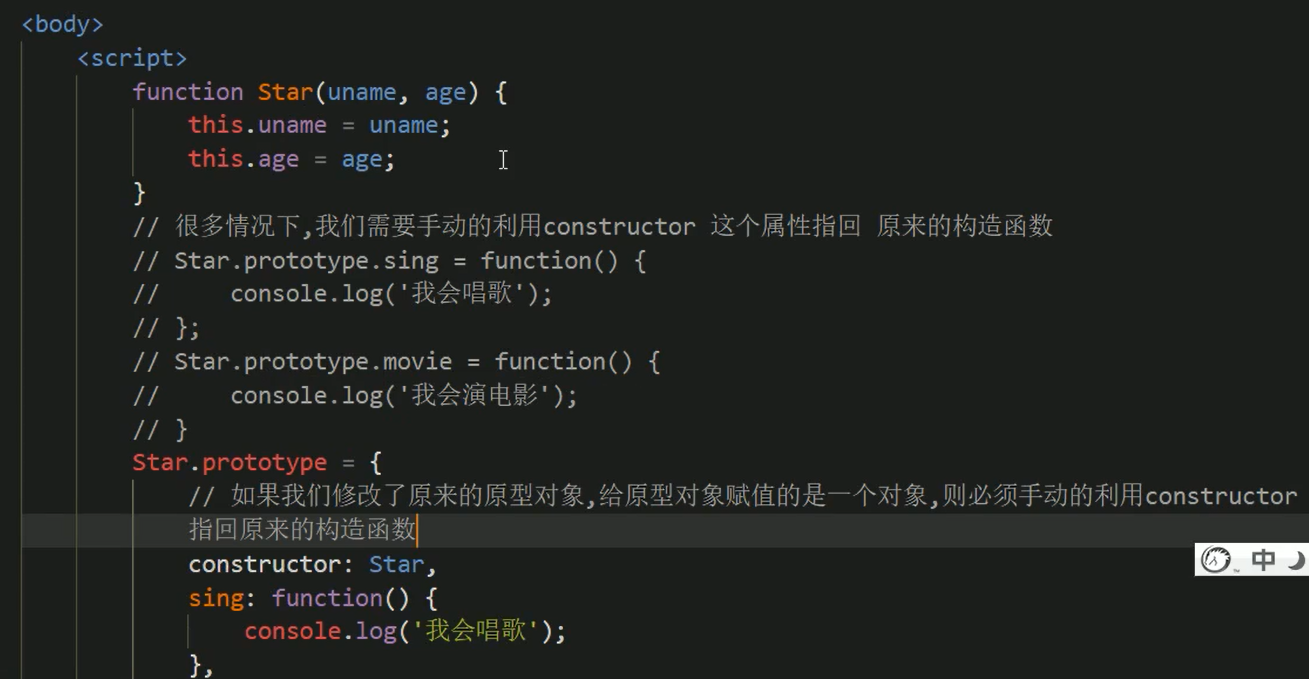 <body>
<script>
function Star(uname, age) {
this.uname = uname;
this.age = age;
}
// 很多情况下,我们需要手动的利用constructor 这个属性指回 原来的构造函数
// Star.prototype.sing = function() {
//     console.log('我会唱歌');
// };
// Star.prototype.movie = function() {
//     console.log('我会演电影');
// }
Star.prototype = {
// 如果我们修改了原来的原型对象,给原型对象赋值的是一个对象,则必须手动的利用constructor
指回原来的构造函数
constructor: Star,
sing: function() {
console.log('我会唱歌');
},
中